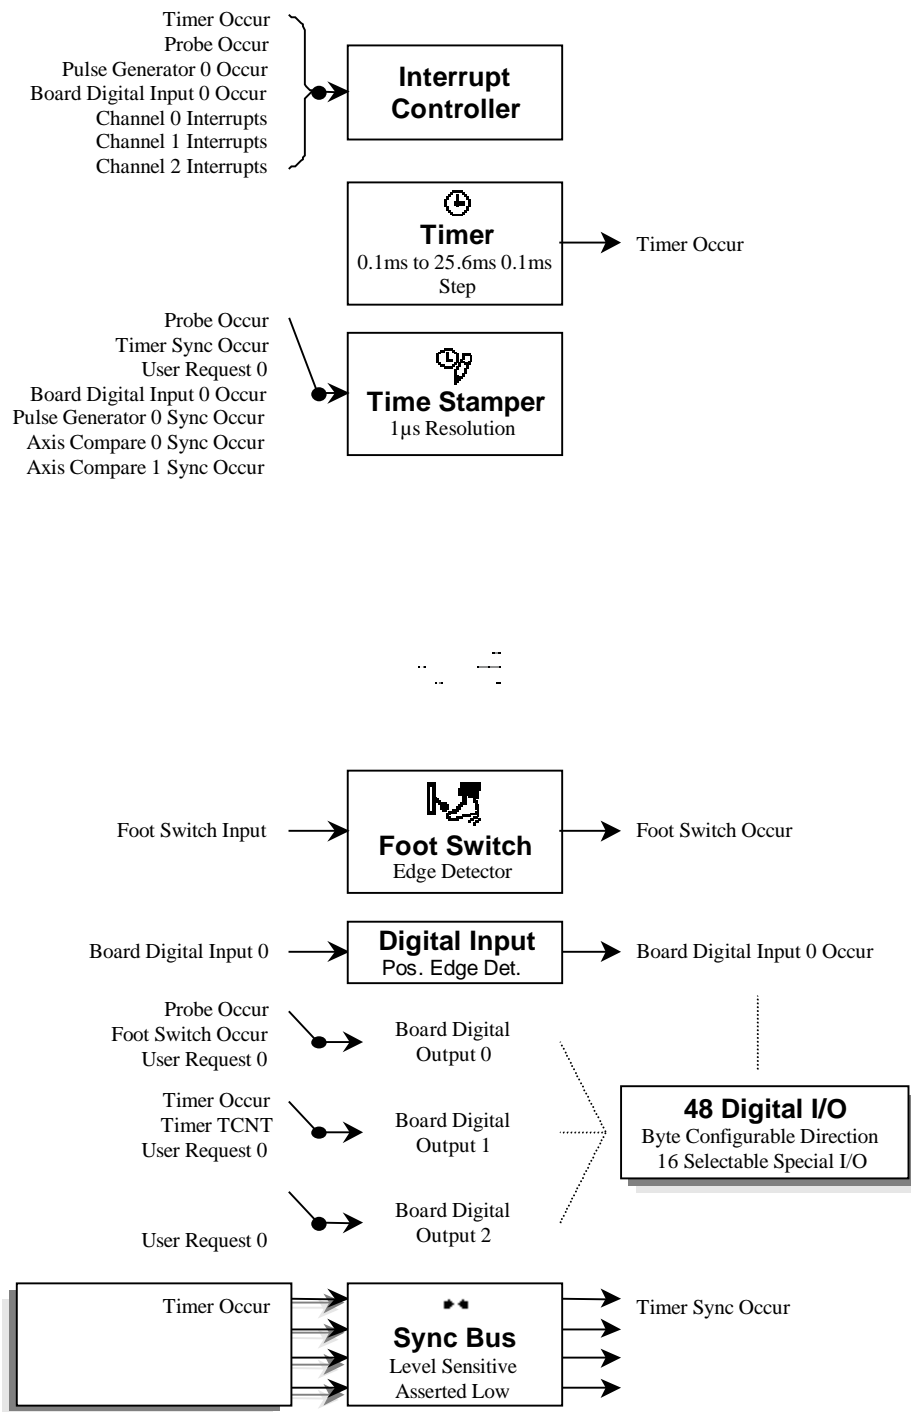 Timer Occur
Probe Occur
Pulse Generator 0 Occur
Board Digital Input 0 Occur
Channel 0 Interrupts
Channel 1 Interrupts
Channel 2 Interrupts
Interrupt
Controller
Timer
0.1ms to 25.6ms 0.1ms
Step
Timer Occur
Probe Occur
Timer Sync Occur
User Request 0
Board Digital Input 0 Occur
Pulse Generator 0 Sync Occur
Axis Compare 0 Sync Occur
Axis Compare 1 Sync Occur
Time Stamper
1µs Resolution
Foot Switch Input
Foot Switch
Edge Detector
Foot Switch Occur
Board Digital Input 0
Digital Input
Pos. Edge Det.
Board Digital Input 0 Occur
Probe Occur
Foot Switch Occur
User Request 0
Board Digital
Output 0
Timer Occur
Timer TCNT
User Request 0
Board Digital
Output 1
48 Digital I/O
Byte Configurable Direction
16 Selectable Special I/O
User Request 0
Board Digital
Output 2
Timer Occur
Sync Bus
Level Sensitive
Asserted Low
Timer Sync Occur